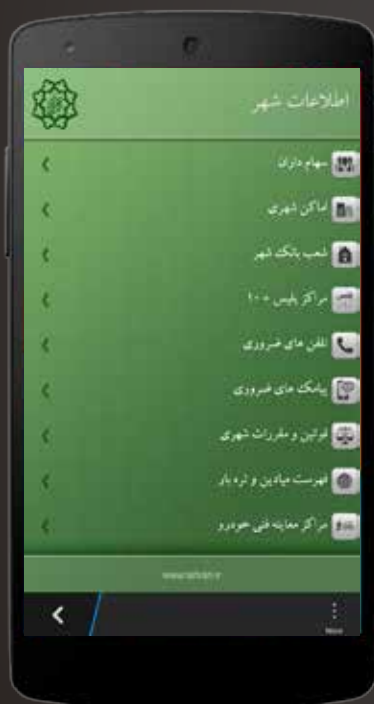 اطلاعات شهر
سهام داران
اماکن شهری
شعب بانک شهر
مراکز پلیس +۱۰
تلفن های ضروری
پیامک های ضروری
قوانین و مقررات شهری
فهرست میادین و تره بار
مراکز معاینه فنی خودرو
More